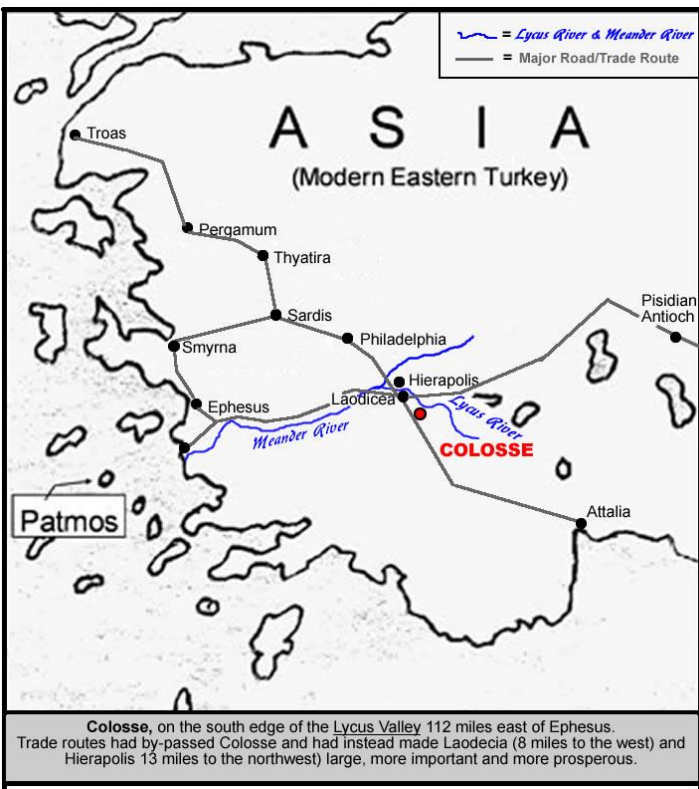 = Lycus River & Meander River
= Major Road/Trade Route
A S I A
(Modern Eastern Turkey)
Troas
Pergamum
Thyatira
Sardis
Smyrna
Philadelphia
Pisidian
Antioch
Hierapolis
Laodicea
Ephesus
Lycus River
Meander River
COLOSSE
Patmos
Attalia
Colosse, on the south edge of the Lycus Valley 112 miles east of Ephesus.
Trade routes had by-passed Colosse and had instead made Laodecia (8 miles to the west) and
Hierapolis 13 miles to the northwest) large, more important and more prosperous.